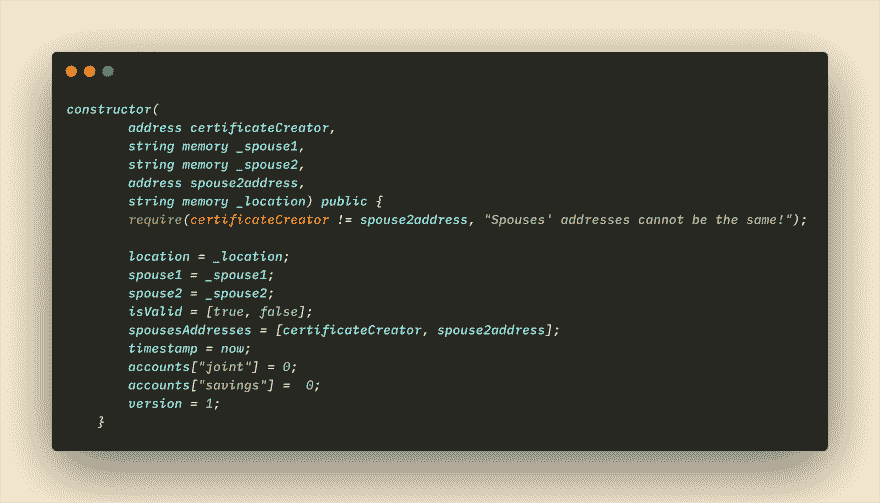 constructor(
address certificateCreator,
string memory _spouse1,
string memory _spouse2,
address spouse2address,
string memory _location) public {
require(certificateCreator != spouse2address, "Spouses' addresses cannot be the same!");
location = _location;
spouse1 = _spouse1;
spouse2 = _spouse2;
isValid = [true, false];
spousesAddresses = [certificateCreator, spouse2address];
timestamp = now;
accounts["joint"] = 0;
accounts["savings"] =  0;
version = 1;
}